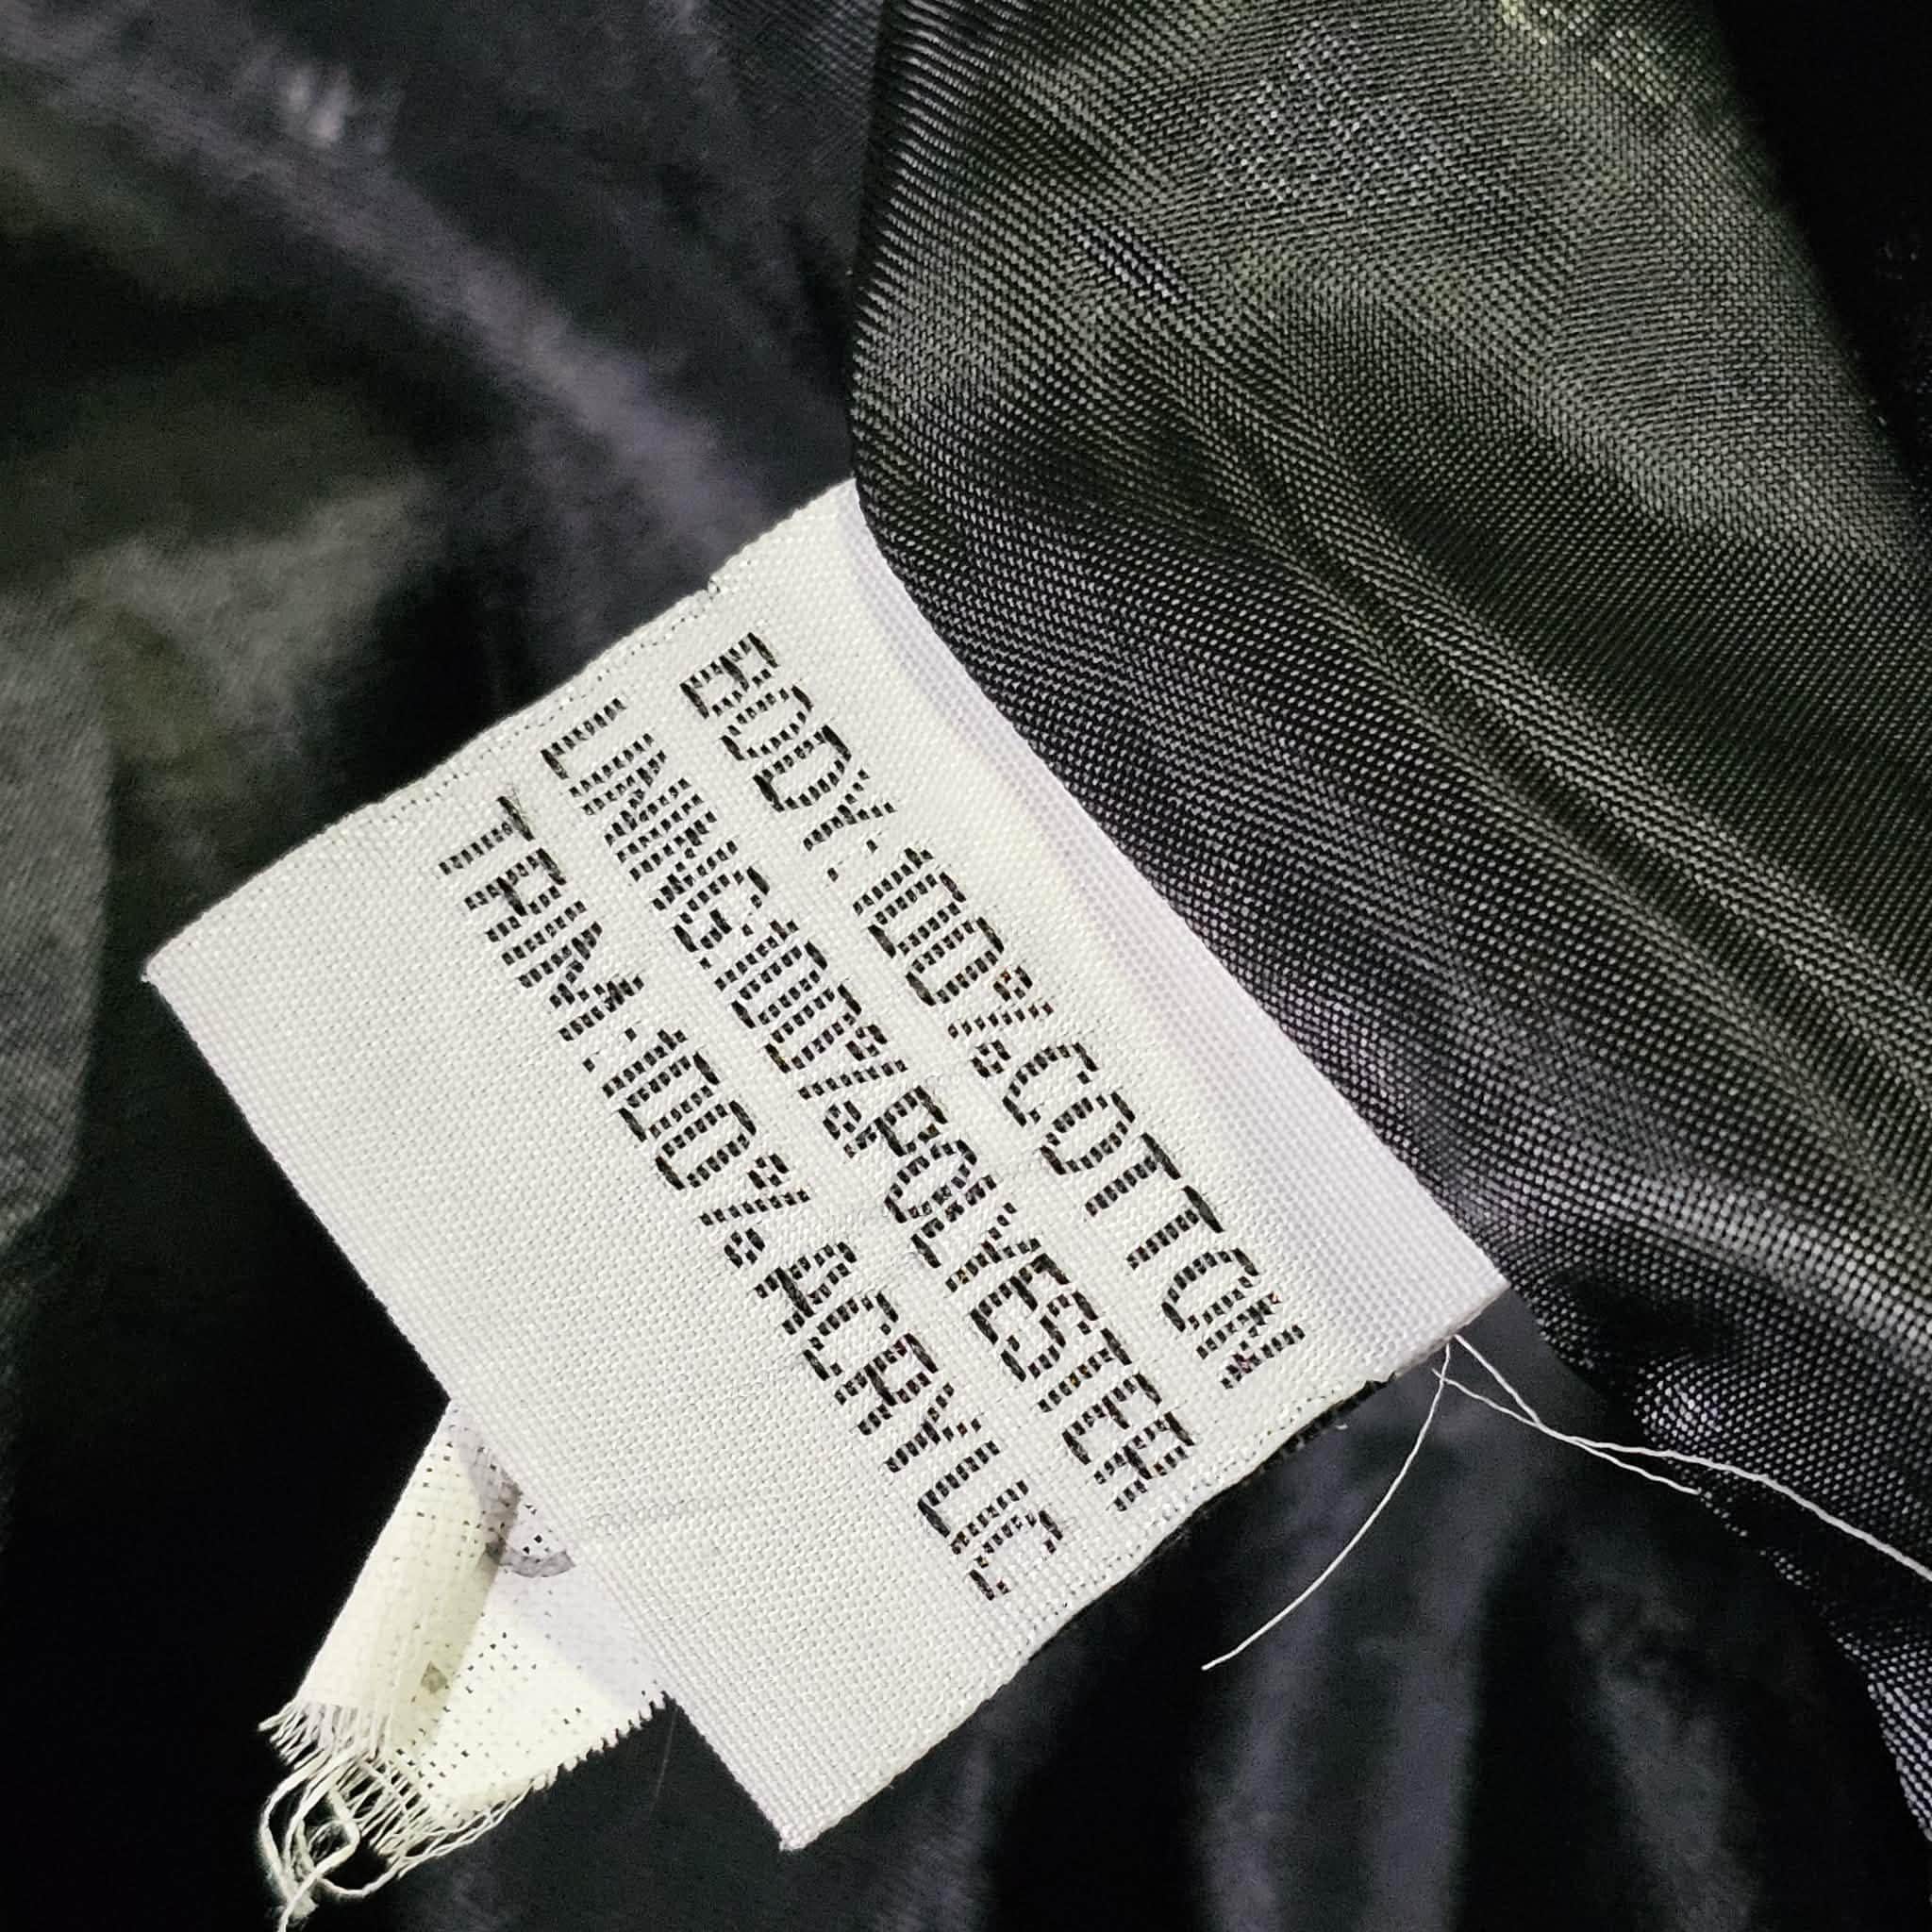 BODY:100%COTTON
LINING:100%POLYESTER
TRIM:100%ACRYLIC